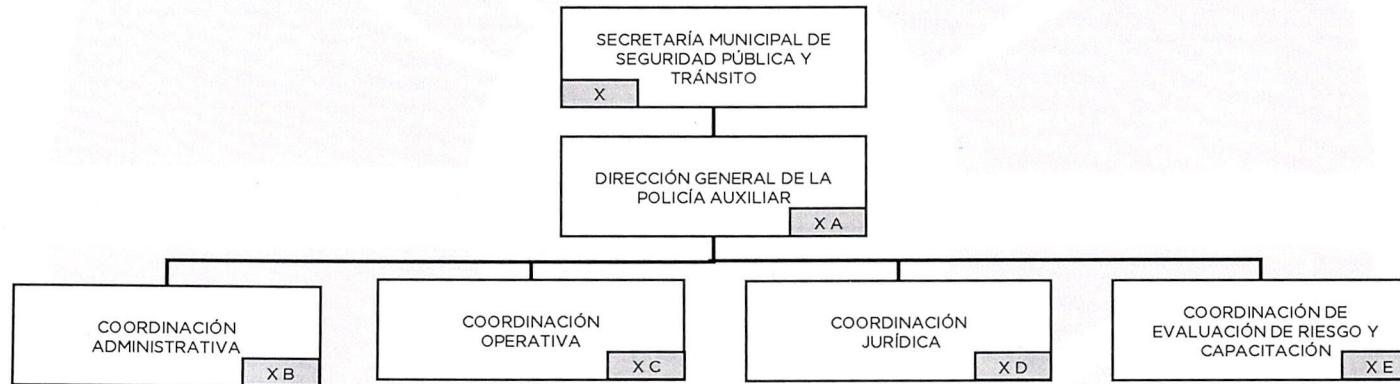 SECRETARÍA MUNICIPAL DE
SEGURIDAD PÚBLICA Y
TRÁNSITO
X
DIRECCIÓN GENERAL DE LA
POLICÍA AUXILIAR
X A
COORDINACIÓN
ADMINISTRATIVA
X B
COORDINACIÓN
OPERATIVA
X C
COORDINACIÓN
JURÍDICA
X D
COORDINACIÓN DE
EVALUACIÓN DE RIESGO Y
CAPACITACIÓN
X E